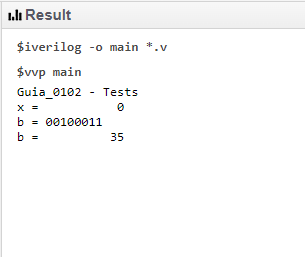 Result
$iverilog -o main *.v
$vvp main
Guia_0102 - Tests
x =           0
b = 00100011
b =          35